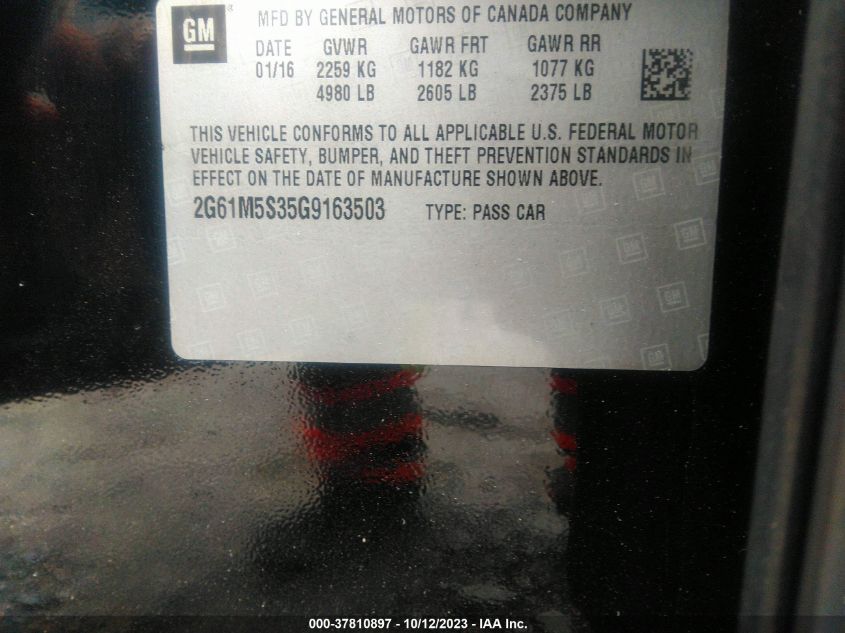 GM
MFD BY GENERAL MOTORS OF CANADA COMPANY
DATE GVWR GAWR FRT GAWR RR
01/16 2259 KG 1182 KG 1077 KG
4980 LB 2605 LB 2375 LB
THIS VEHICLE CONFORMS TO ALL APPLICABLE U.S. FEDERAL MOTOR
VEHICLE SAFETY, BUMPER, AND THEFT PREVENTION STANDARDS IN
EFFECT ON THE DATE OF MANUFACTURE SHOWN ABOVE.
2G61M5S35G9163503 TYPE: PASS CAR
000-37810897 - 10/12/2023 - IAA Inc.